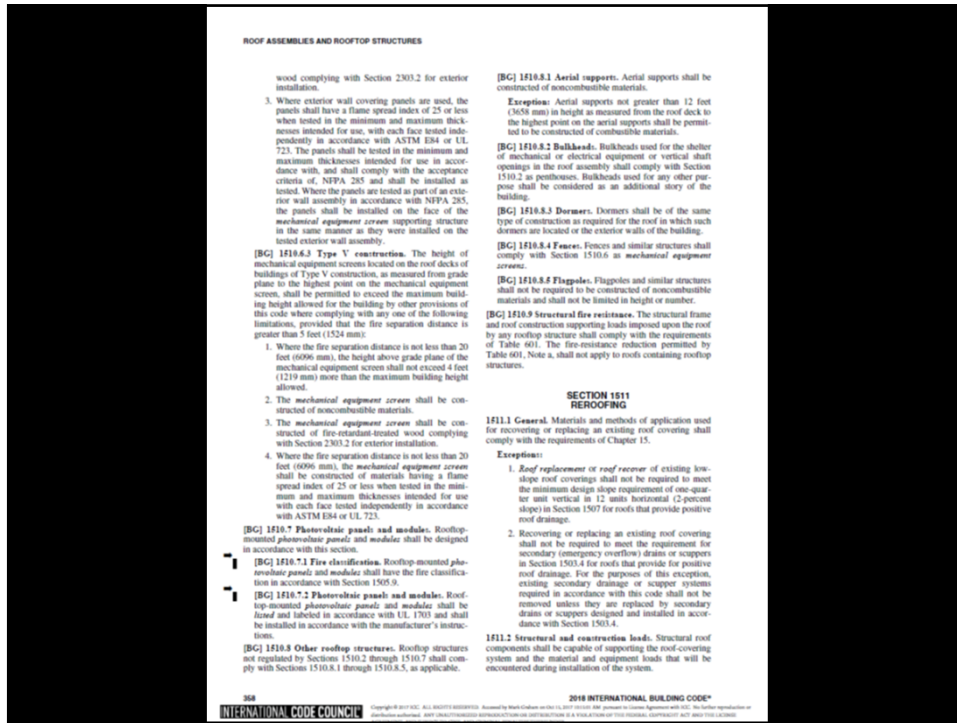 ROOF ASSEMBLIES AND ROOFTOP STRUCTURES
wood complying with Section 2303.2 for exterior
installation.
3. Where exterior wall covering panels are used, the
panels shall have a flame spread index of 25 or less
when tested in the minimum and maximum thick-
nesses intended for use, with each face tested inde-
pendently in accordance with ASTM E84 or UL
723. The panels shall be tested in the minimum and
maximum thicknesses intended for use in accor-
dance with, and shall comply with the acceptance
criteria of, NFPA 285 and shall be installed as
tested. Where the panels are tested as part of an exte-
rior wall assembly in accordance with NFPA 285,
the panels shall be installed on the face of the
mechanical equipment screen supporting structure
in the same manner as they were installed on the
tested exterior wall assembly.
[BG] 1510.6.3 Type V construction. The height of
mechanical equipment screens located on the roof decks of
buildings of Type V construction, as measured from grade
plane to the highest point on the mechanical equipment
screen, shall be permitted to exceed the maximum build-
ing height allowed for the building by other provisions of
this code where complying with any one of the following
limitations, provided that the fire separation distance is
greater than 5 feet (1524 mm):
1. Where the fire separation distance is not less than 20
feet (6096 mm), the height above grade plane of the
mechanical equipment screen shall not exceed 4 feet
(1219 mm) more than the maximum building height
allowed.
2. The mechanical equipment screen shall be con-
structed of noncombustible materials.
3. The mechanical equipment screen shall be con-
structed of fire-retardant-treated wood complying
with Section 2303.2 for exterior installation.
4. Where the fire separation distance is not less than 20
feet (6096 mm), the mechanical equipment screen
shall be constructed of materials having a flame
spread index of 25 or less when tested in the mini-
mum and maximum thicknesses intended for use
with each face tested independently in accordance
with ASTM E84 or UL 723.
[BG] 1510.7 Photovoltaic panels and modules. Rooftop-
mounted photovoltaic panels and modules shall be designed
in accordance with this section.
[BG] 1510.7.1 Fire classification. Rooftop-mounted pho-
tovoltaic panels and modules shall have the fire classifica-
tion in accordance with Section 1505.9.
[BG] 1510.7.2 Photovoltaic panels and modules. Roof-
top-mounted photovoltaic panels and modules shall be
listed and labeled in accordance with UL 1703 and shall
be installed in accordance with the manufacturer's instruc-
tions.
[BG] 1510.8 Other rooftop structures. Rooftop structures
not regulated by Sections 1510.2 through 1510.7 shall com-
ply with Sections 1510.8.1 through 1510.8.5, as applicable.
[BG] 1510.8.1 Aerial supports. Aerial supports shall be
constructed of noncombustible materials.
Exception: Aerial supports not greater than 12 feet
(3658 mm) in height as measured from the roof deck to
the highest point on the aerial supports shall be permit-
ted to be constructed of combustible materials.
[BG] 1510.8.2 Bulkheads. Bulkheads used for the shelter
of mechanical or electrical equipment or vertical shaft
openings in the roof assembly shall comply with Section
1510.2 as penthouses. Bulkheads used for any other pur-
pose shall be considered as an additional story of the
building.
[BG] 1510.8.3 Dormers. Dormers shall be of the same
type of construction as required for the roof in which such
dormers are located or the exterior walls of the building.
[BG] 1510.8.4 Fences. Fences and similar structures shall
comply with Section 1510.6 as mechanical equipment
screens.
[BG] 1510.8.5 Flagpoles. Flagpoles and similar structures
shall not be required to be constructed of noncombustible
materials and shall not be limited in height or number.
[BG] 1510.9 Structural fire resistance. The structural frame
and roof construction supporting loads imposed upon the roof
by any rooftop structure shall comply with the requirements
of Table 601. The fire-resistance reduction permitted by
Table 601, Note a, shall not apply to roofs containing rooftop
structures.
SECTION 1511
REROOFING
1511.1 General. Materials and methods of application used
for recovering or replacing an existing roof covering shall
comply with the requirements of Chapter 15.
Exceptions:
1. Roof replacement or roof recover of existing low-
slope roof coverings shall not be required to meet
the minimum design slope requirement of one-quar-
ter unit vertical in 12 units horizontal (2-percent
slope) in Section 1507 for roofs that provide positive
roof drainage.
2. Recovering or replacing an existing roof covering
shall not be required to meet the requirement for
secondary (emergency overflow) drains or scuppers
in Section 1503.4 for roofs that provide for positive
roof drainage. For the purposes of this exception,
existing secondary drainage or scupper systems
required in accordance with this code shall not be
removed unless they are replaced by secondary
drains or scuppers designed and installed in accor-
dance with Section 1503.4.
1511.2 Structural and construction loads. Structural roof
components shall be capable of supporting the roof-covering
system and the material and equipment loads that will be
encountered during installation of the system.
358
2018 INTERNATIONAL BUILDING CODE®
INTERNATIONAL CODE COUNCIL